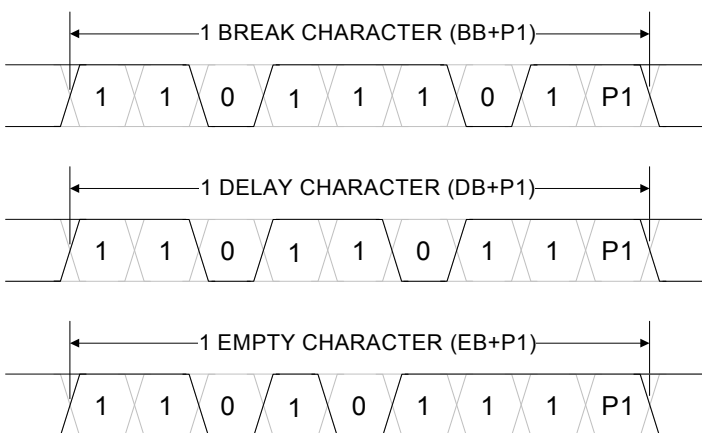 1 BREAK CHARACTER (BB+P1)
1 1 0 1 1 1 0 1 P1
1 DELAY CHARACTER (DB+P1)
1 1 0 1 1 0 1 1 P1
1 EMPTY CHARACTER (EB+P1)
1 1 0 1 0 1 1 1 P1